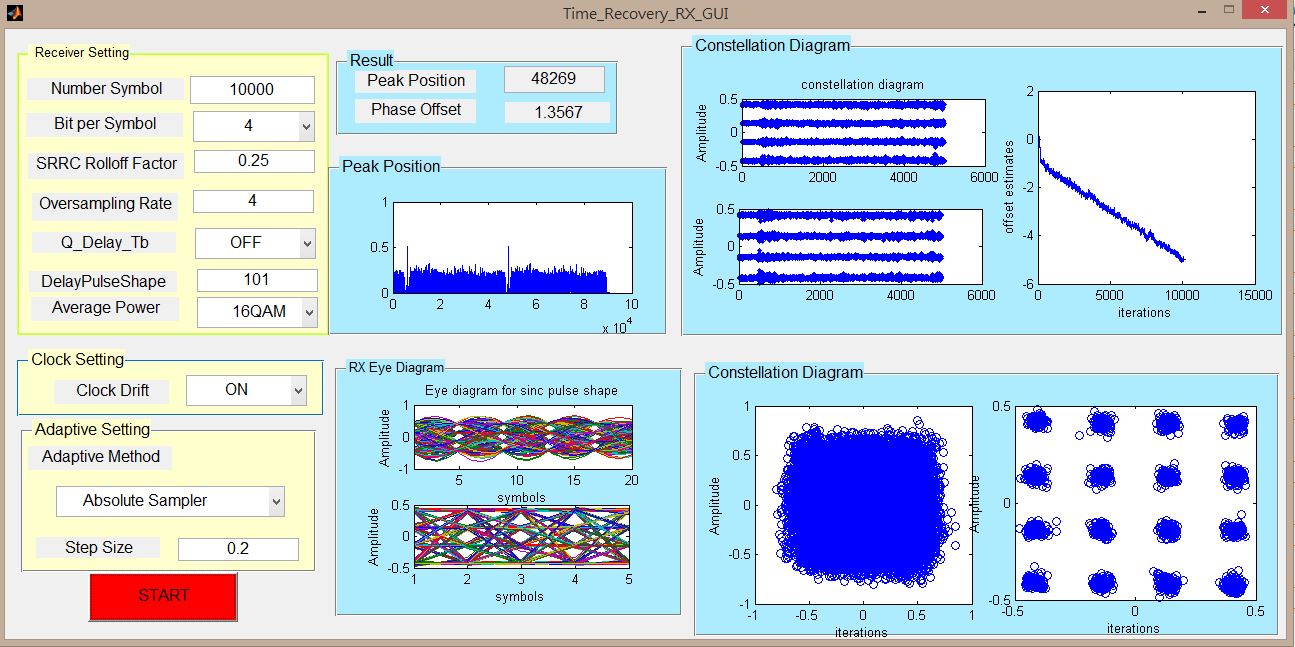 Time_Recovery_RX_GUI
Receiver Setting
Number Symbol 10000
Bit per Symbol 4
SRRC Rolloff Factor 0.25
Oversampling Rate 4
Q_Delay_Tb OFF
DelayPulseShape 101
Average Power 16QAM
Clock Setting
Clock Drift ON
Adaptive Setting
Adaptive Method
Absolute Sampler
Step Size 0.2
START
Result
Peak Position 48269
Phase Offset 1.3567
Peak Position
1
0.5
0
0 2 4 6 8 10
x 10^4
RX Eye Diagram
Eye diagram for sinc pulse shape
Amplitude
1
0
-1
5 10 15 20
symbols
Amplitude
0.5
0
-0.5
1 2 3 4 5
symbols
Constellation Diagram
constellation diagram
Amplitude
0.5
0
-0.5
0 2000 4000 6000
Amplitude
0.5
0
-0.5
0 2000 4000 6000
offset estimates
2
0
-2
-4
-6
0 5000 10000 15000
iterations
Constellation Diagram
Amplitude
1
0.5
0
-0.5
-1
-1 -0.5 0 0.5 1
iterations
Amplitude
0.5
0
-0.5
-0.5 0 0.5
iterations